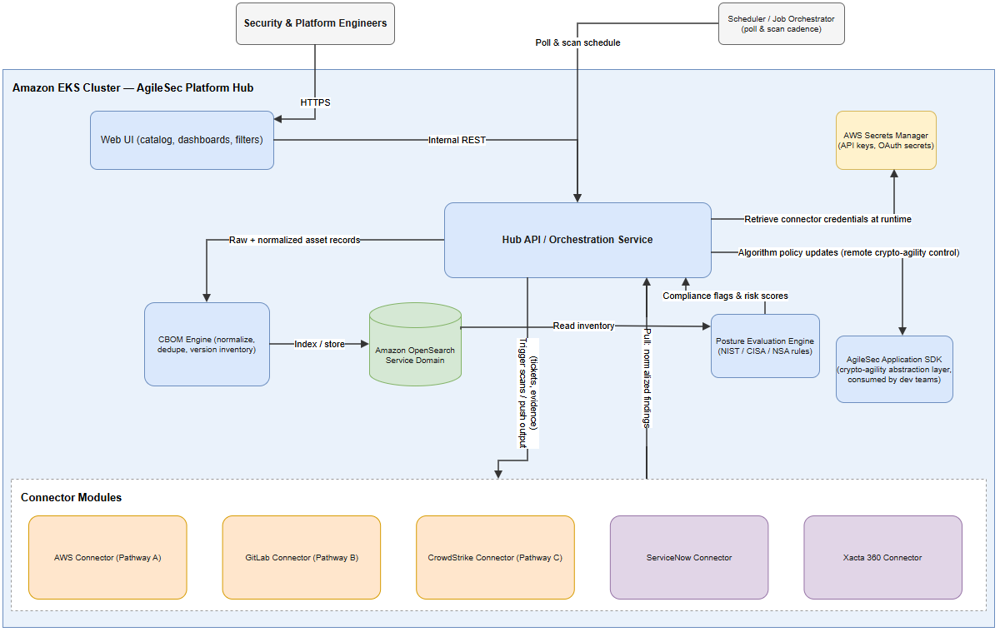 Security & Platform Engineers
Scheduler / Job Orchestrator
(poll & scan cadence)
Poll & scan schedule
Amazon EKS Cluster — AgileSec Platform Hub
HTTPS
Web UI (catalog, dashboards, filters)
Internal REST
AWS Secrets Manager
(API keys, OAuth secrets)
Retrieve connector credentials at runtime
Hub API / Orchestration Service
Raw + normalized asset records
Algorithm policy updates (remote crypto-agility control)
Compliance flags & risk scores
CBOM Engine (normalize,
dedupe, version inventory)
Index / store
Amazon OpenSearch
Service Domain
Read inventory
Posture Evaluation Engine
(NIST / CISA / NSA rules)
AgileSec Application SDK
(crypto-agility abstraction layer,
consumed by dev teams)
Trigger scans / push output
(tickets, evidence)
Pull: normalized findings
Connector Modules
AWS Connector (Pathway A)
GitLab Connector (Pathway B)
CrowdStrike Connector (Pathway C)
ServiceNow Connector
Xacta 360 Connector